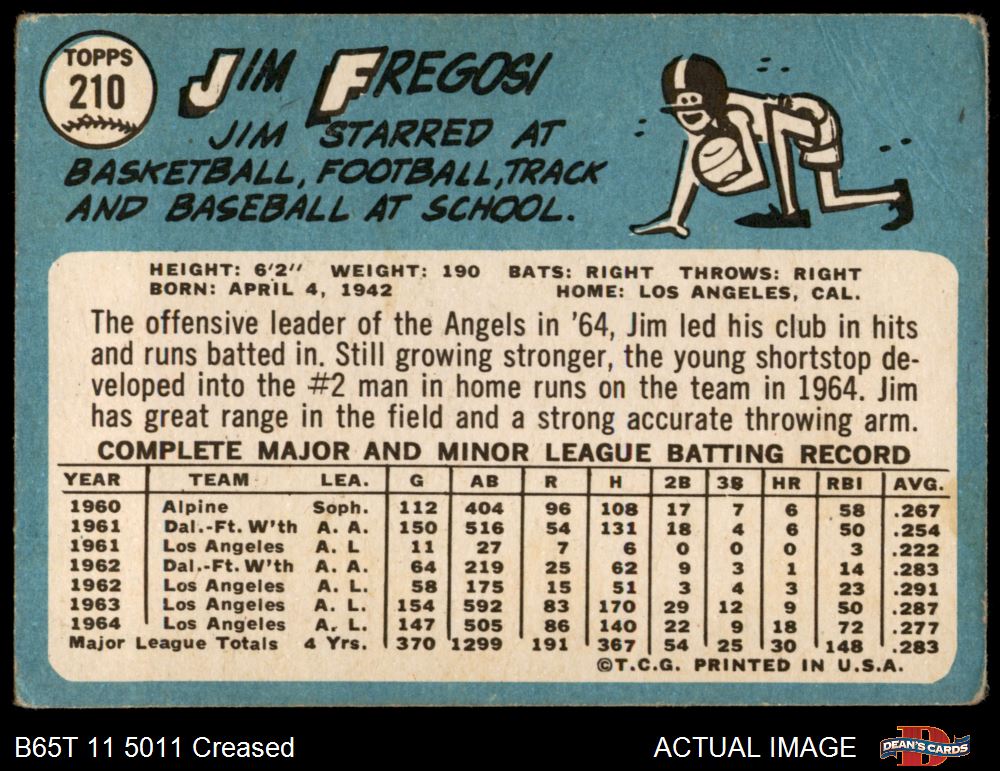 TOPPS
210
JIM FREGOSI
JIM STARRED AT
BASKETBALL, FOOTBALL, TRACK
AND BASEBALL AT SCHOOL.
HEIGHT: 6'2" WEIGHT: 190 BATS: RIGHT THROWS: RIGHT
BORN: APRIL 4, 1942 HOME: LOS ANGELES, CAL.
The offensive leader of the Angels in '64, Jim led his club in hits
and runs batted in. Still growing stronger, the young shortstop de-
veloped into the #2 man in home runs on the team in 1964. Jim
has great range in the field and a strong accurate throwing arm.
COMPLETE MAJOR AND MINOR LEAGUE BATTING RECORD
YEAR TEAM LEA. G AB R H 2B 3B HR RBI AVG.
1960 Alpine Soph. 112 404 96 108 17 7 6 58 .267
1961 Dal.-Ft. W'th A. A. 150 516 54 131 18 4 6 50 .254
1961 Los Angeles A. L 11 27 7 6 0 0 0 3 .222
1962 Dal.-Ft. W'th A. A. 64 219 25 62 9 3 1 14 .283
1962 Los Angeles A. L. 58 175 15 51 3 4 3 23 .291
1963 Los Angeles A. L. 154 592 83 170 29 12 9 50 .287
1964 Los Angeles A. L. 147 505 86 140 22 9 18 72 .277
Major League Totals 4 Yrs. 370 1299 191 367 54 25 30 148 .283
©T.C.G. PRINTED IN U.S.A.
B65T 11 5011 Creased
ACTUAL IMAGE
D
DEAN'S CARDS